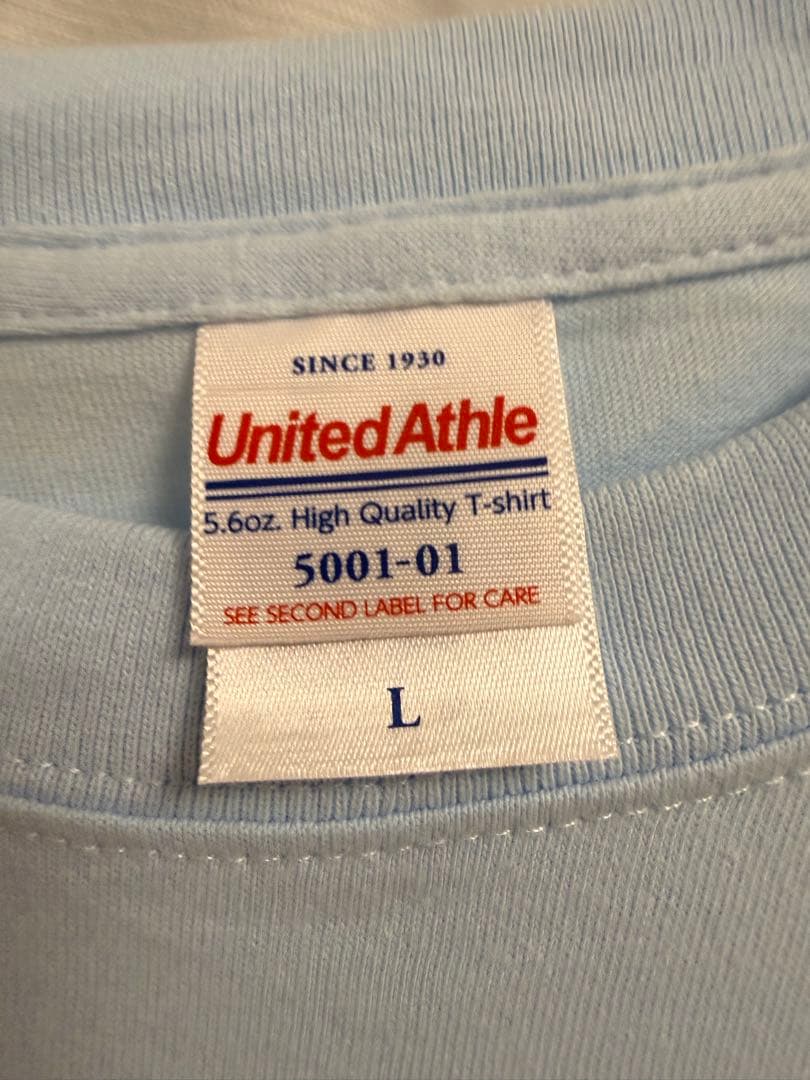 SINCE 1930
United Athle
5.6oz. High Quality T-shirt
5001-01
SEE SECOND LABEL FOR CARE
L